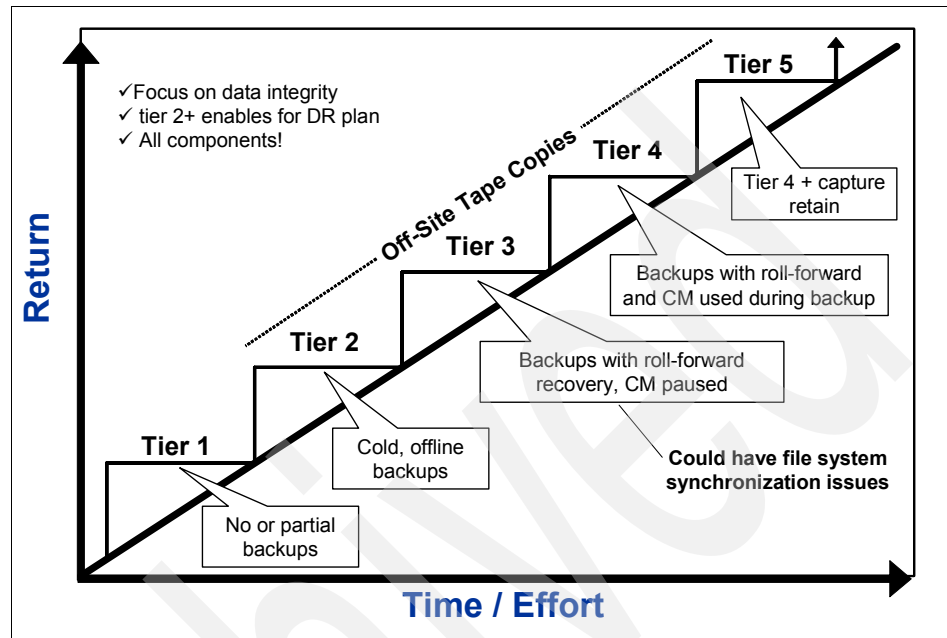 ✓Focus on data integrity
✓ tier 2+ enables for DR plan
✓ All components!
Return
Off-Site Tape Copies
Tier 5
Tier 4
Tier 4 + capture
retain
Tier 3
Backups with roll-forward
and CM used during backup
Tier 2
Backups with roll-forward
recovery, CM paused
Tier 1
Cold, offline
backups
Could have file system
synchronization issues
No or partial
backups
Time / Effort